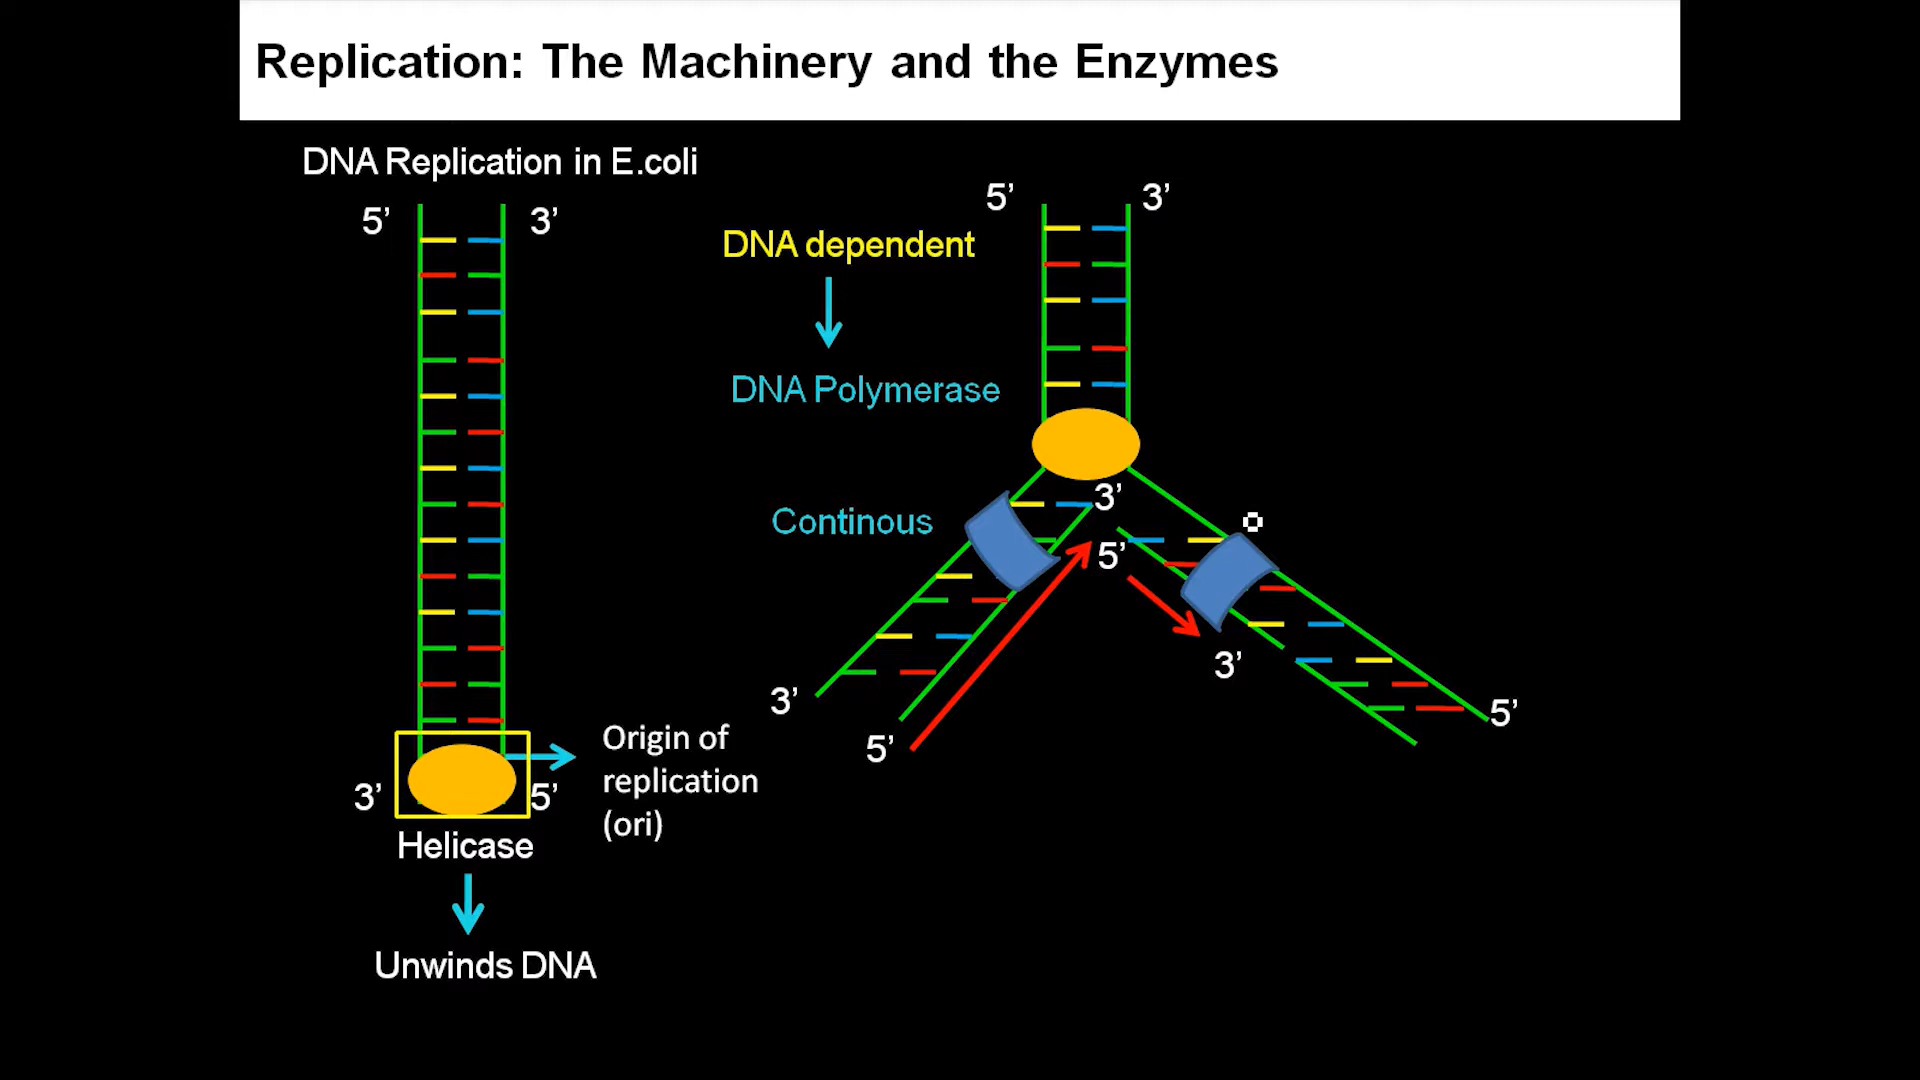 Replication: The Machinery and the Enzymes
DNA Replication in E.coli
5’
3’
3’
5’
Helicase
Unwinds DNA
Origin of
replication
(ori)
DNA dependent
DNA Polymerase
Continous
5’
3’
3’
5’
3’
3’
5’
5’